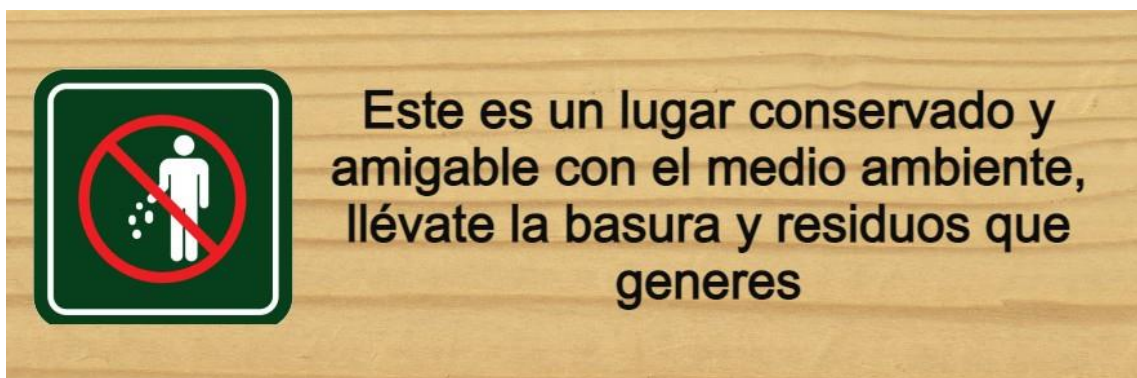 Este es un lugar conservado y
amigable con el medio ambiente,
llévate la basura y residuos que
generes